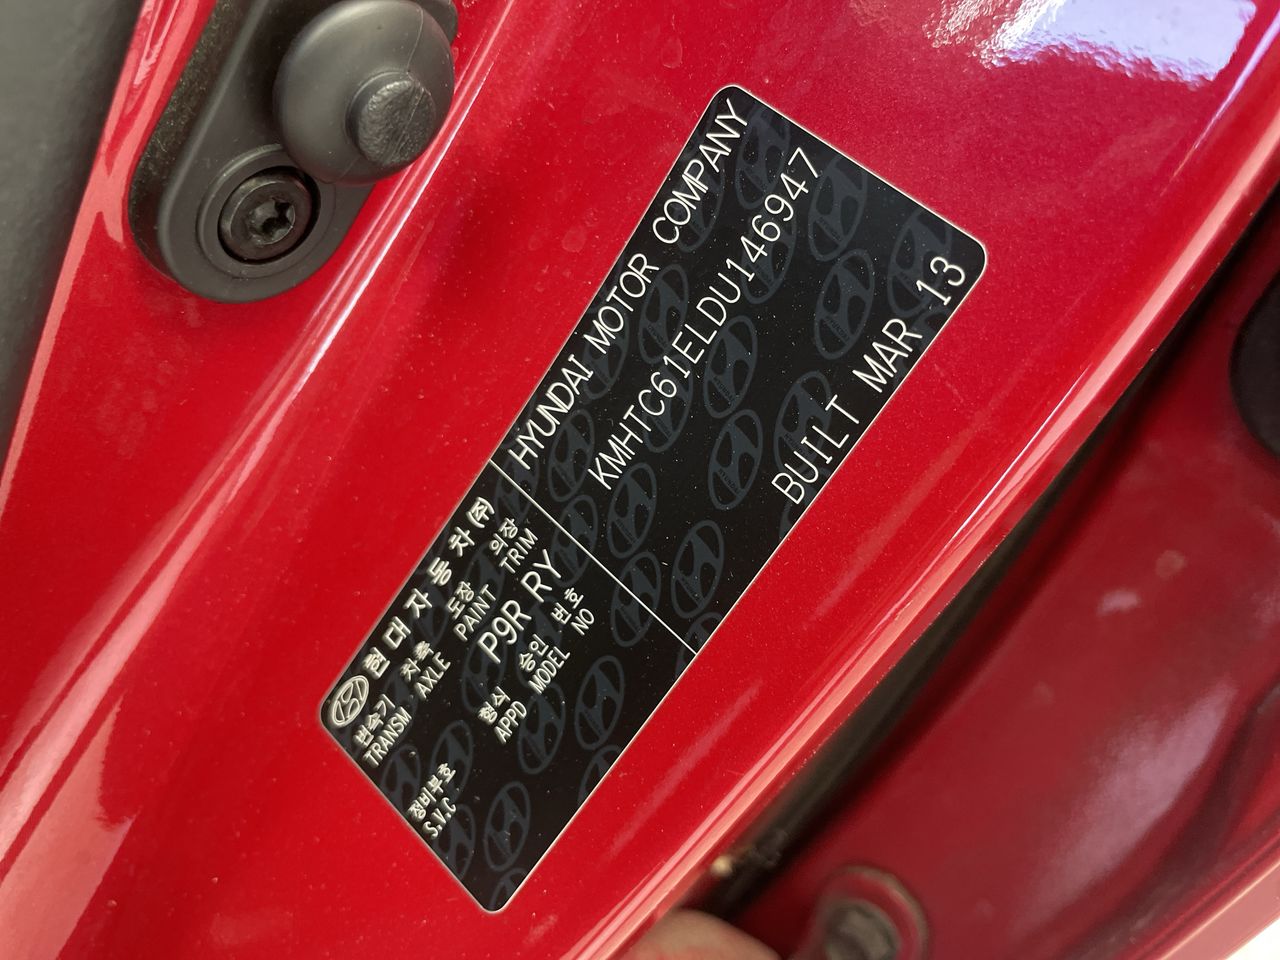 현대자동차(주)
HYUNDAI MOTOR COMPANY
변속기 차축 도장 의장
TRANSM AXLE PAINT TRIM
P9R RY
KMHTC61ELDU146947
정비부호 형식 승인 번호
S.V.C APPD MODEL NO
BUILT MAR 13